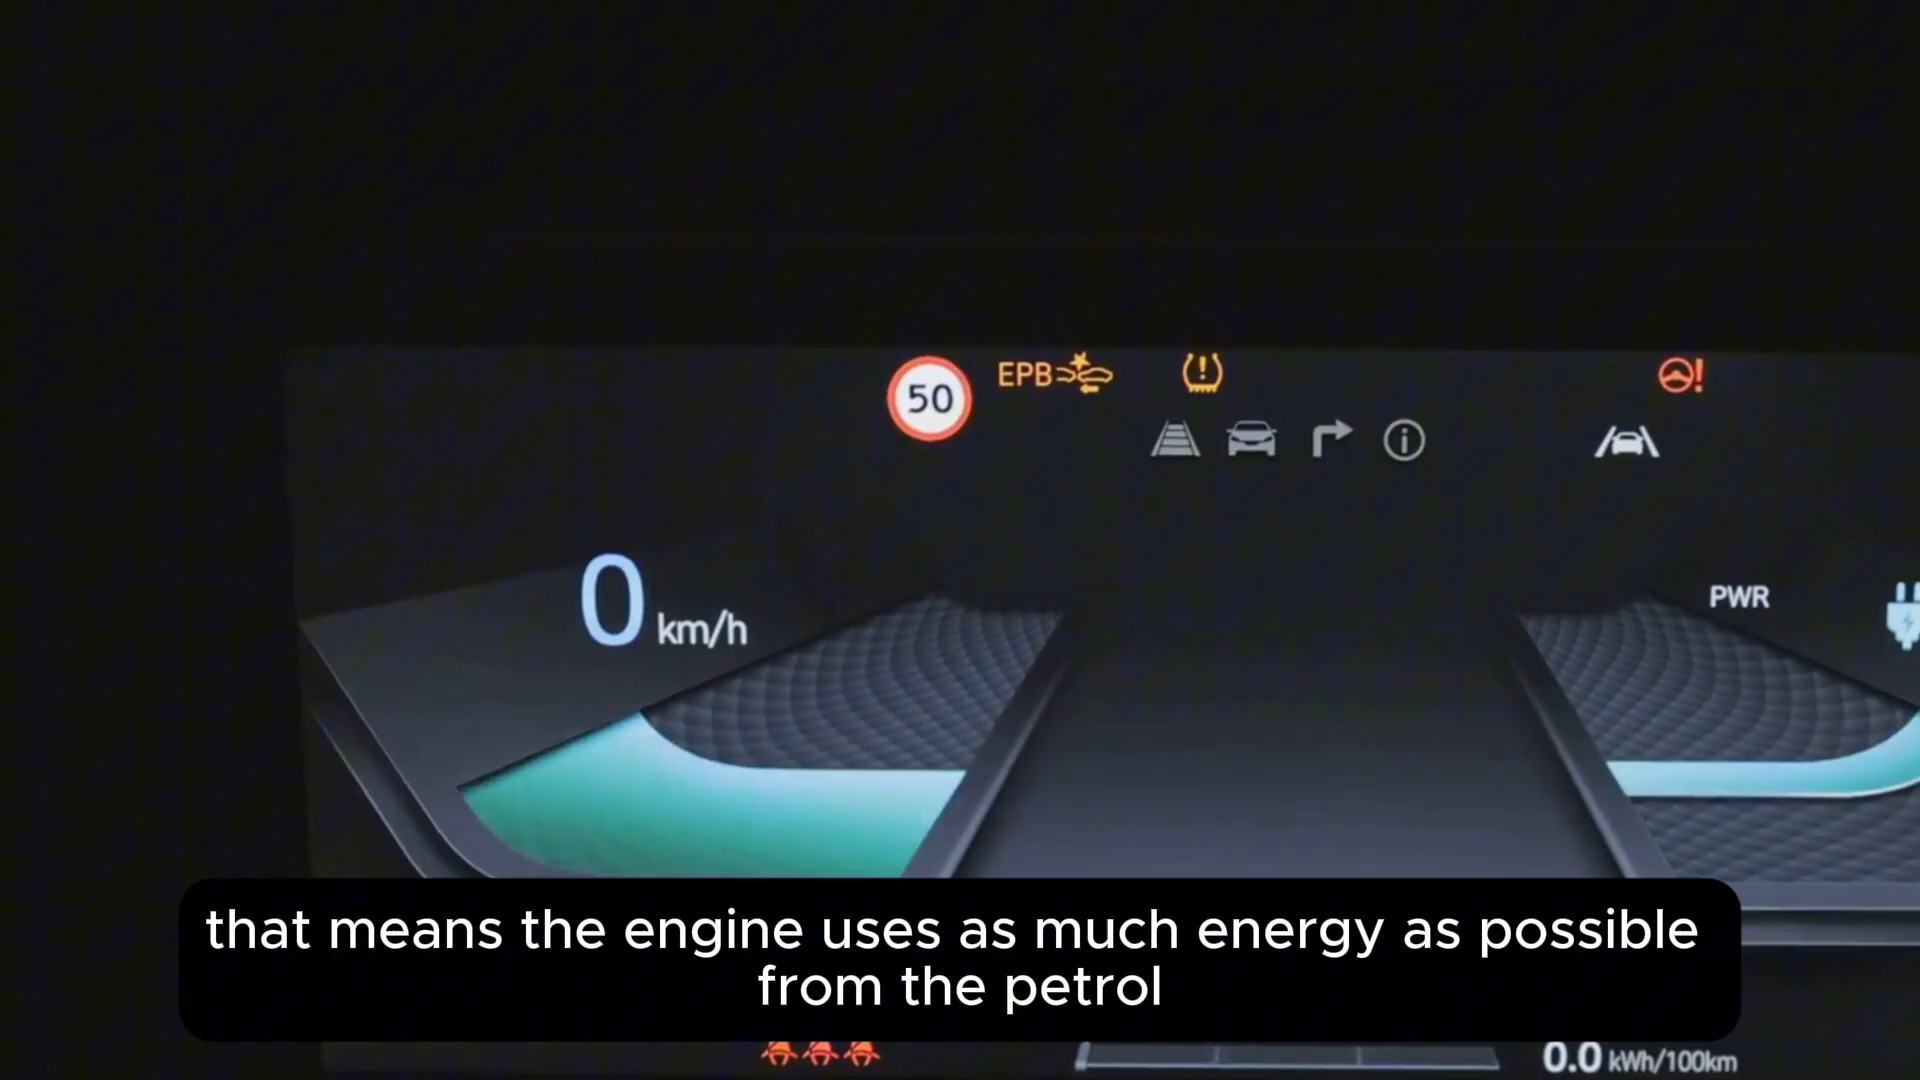 50
EPB
0 km/h
PWR
that means the engine uses as much energy as possible
from the petrol
0.0 kWh/100km